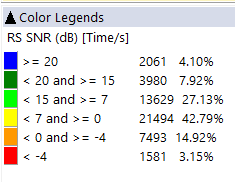 Color Legends
RS SNR (dB) [Time/s]
>= 20 2061 4.10%
< 20 and >= 15 3980 7.92%
< 15 and >= 7 13629 27.13%
< 7 and >= 0 21494 42.79%
< 0 and >= -4 7493 14.92%
< -4 1581 3.15%